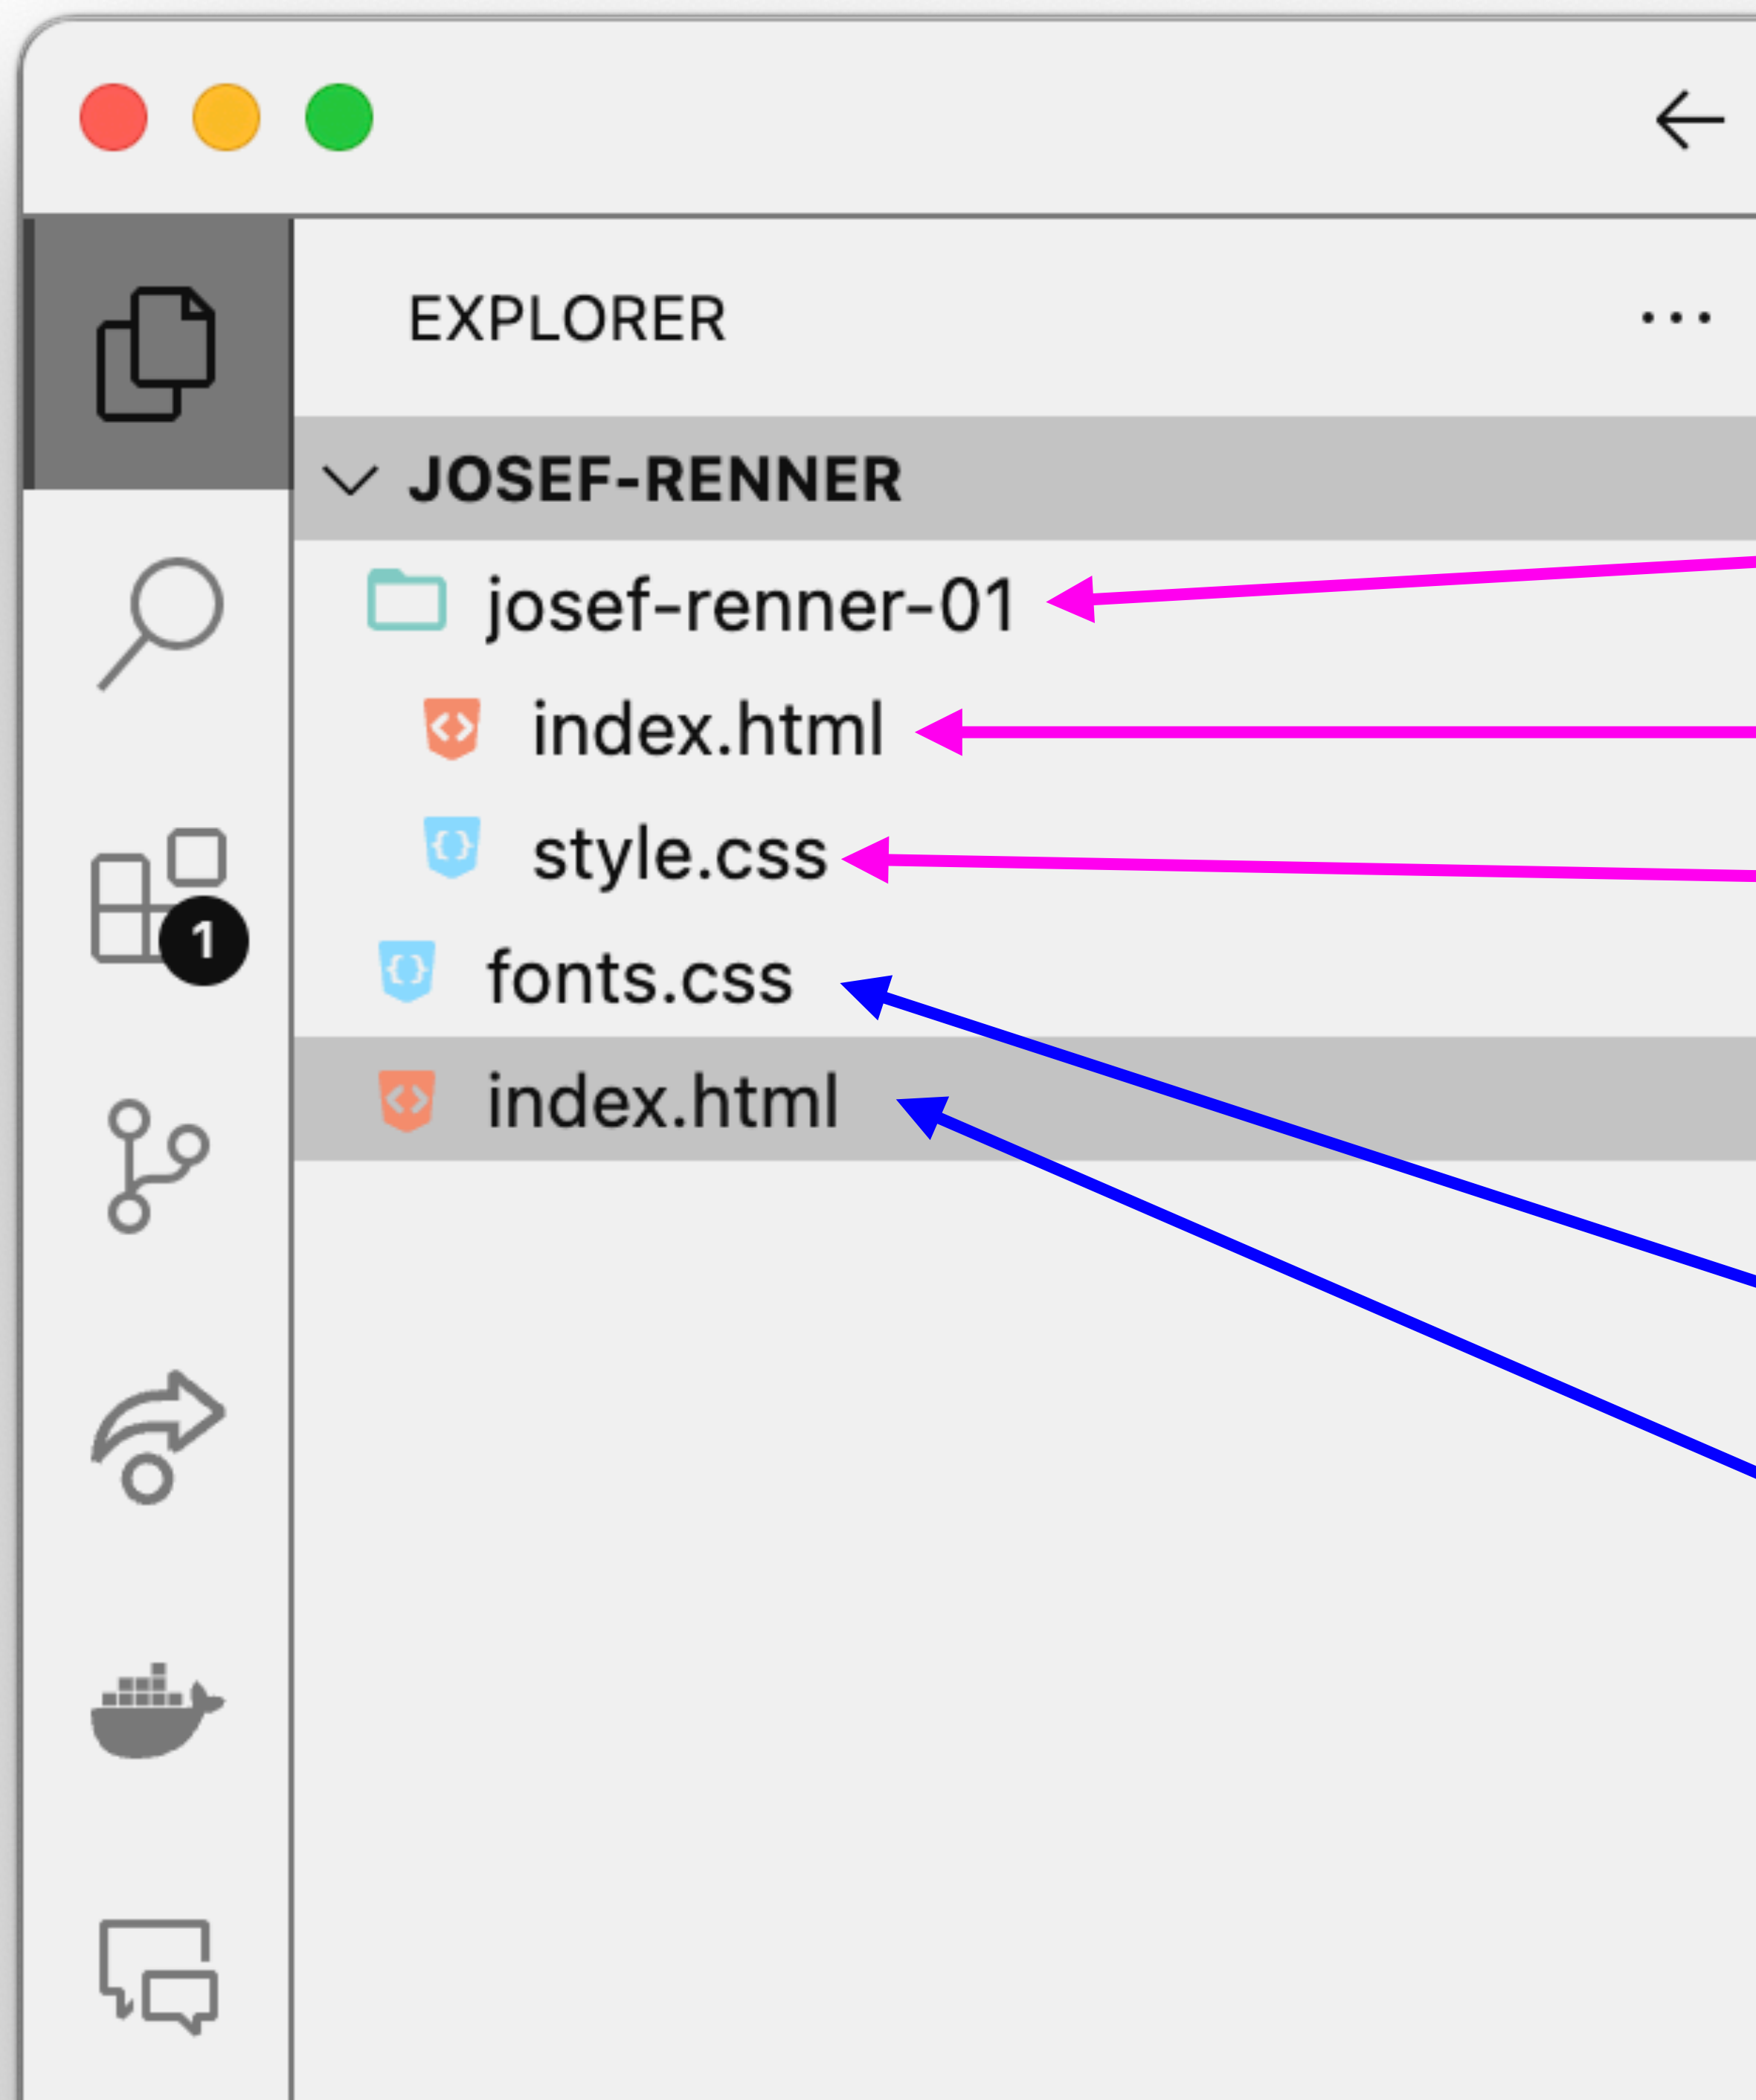 EXPLORER
JOSEF-RENNER
josef-renner-01
index.html
style.css
1
fonts.css
index.html